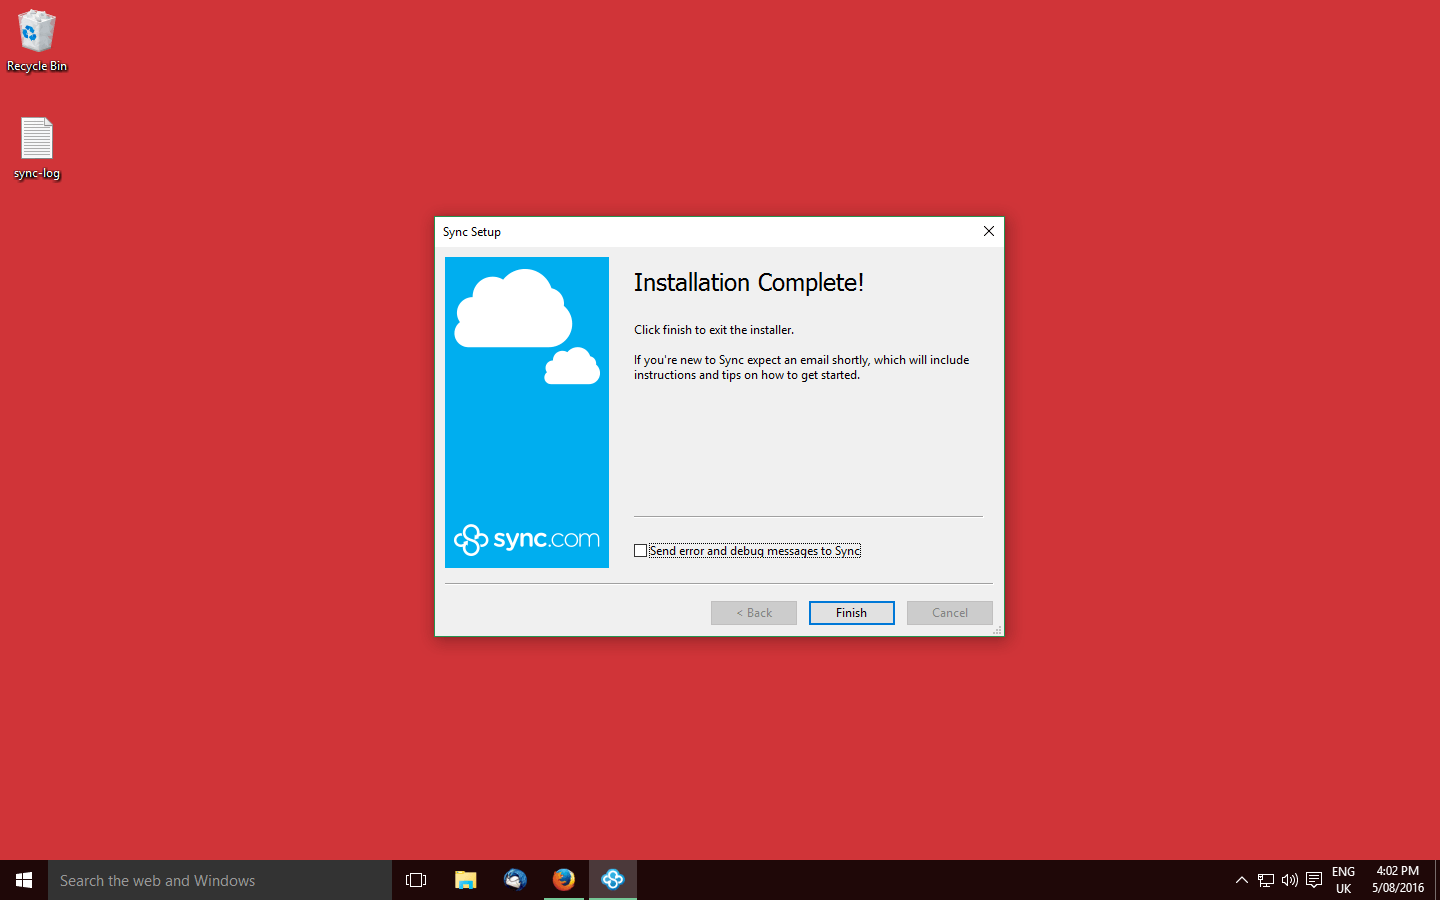 Recycle Bin
sync-log
Sync Setup
Installation Complete!
Click finish to exit the installer.
If you're new to Sync expect an email shortly, which will include
instructions and tips on how to get started.
sync.com
Send error and debug messages to Sync
< Back
Finish
Cancel
Search the web and Windows
ENG
UK
4:02 PM
5/08/2016